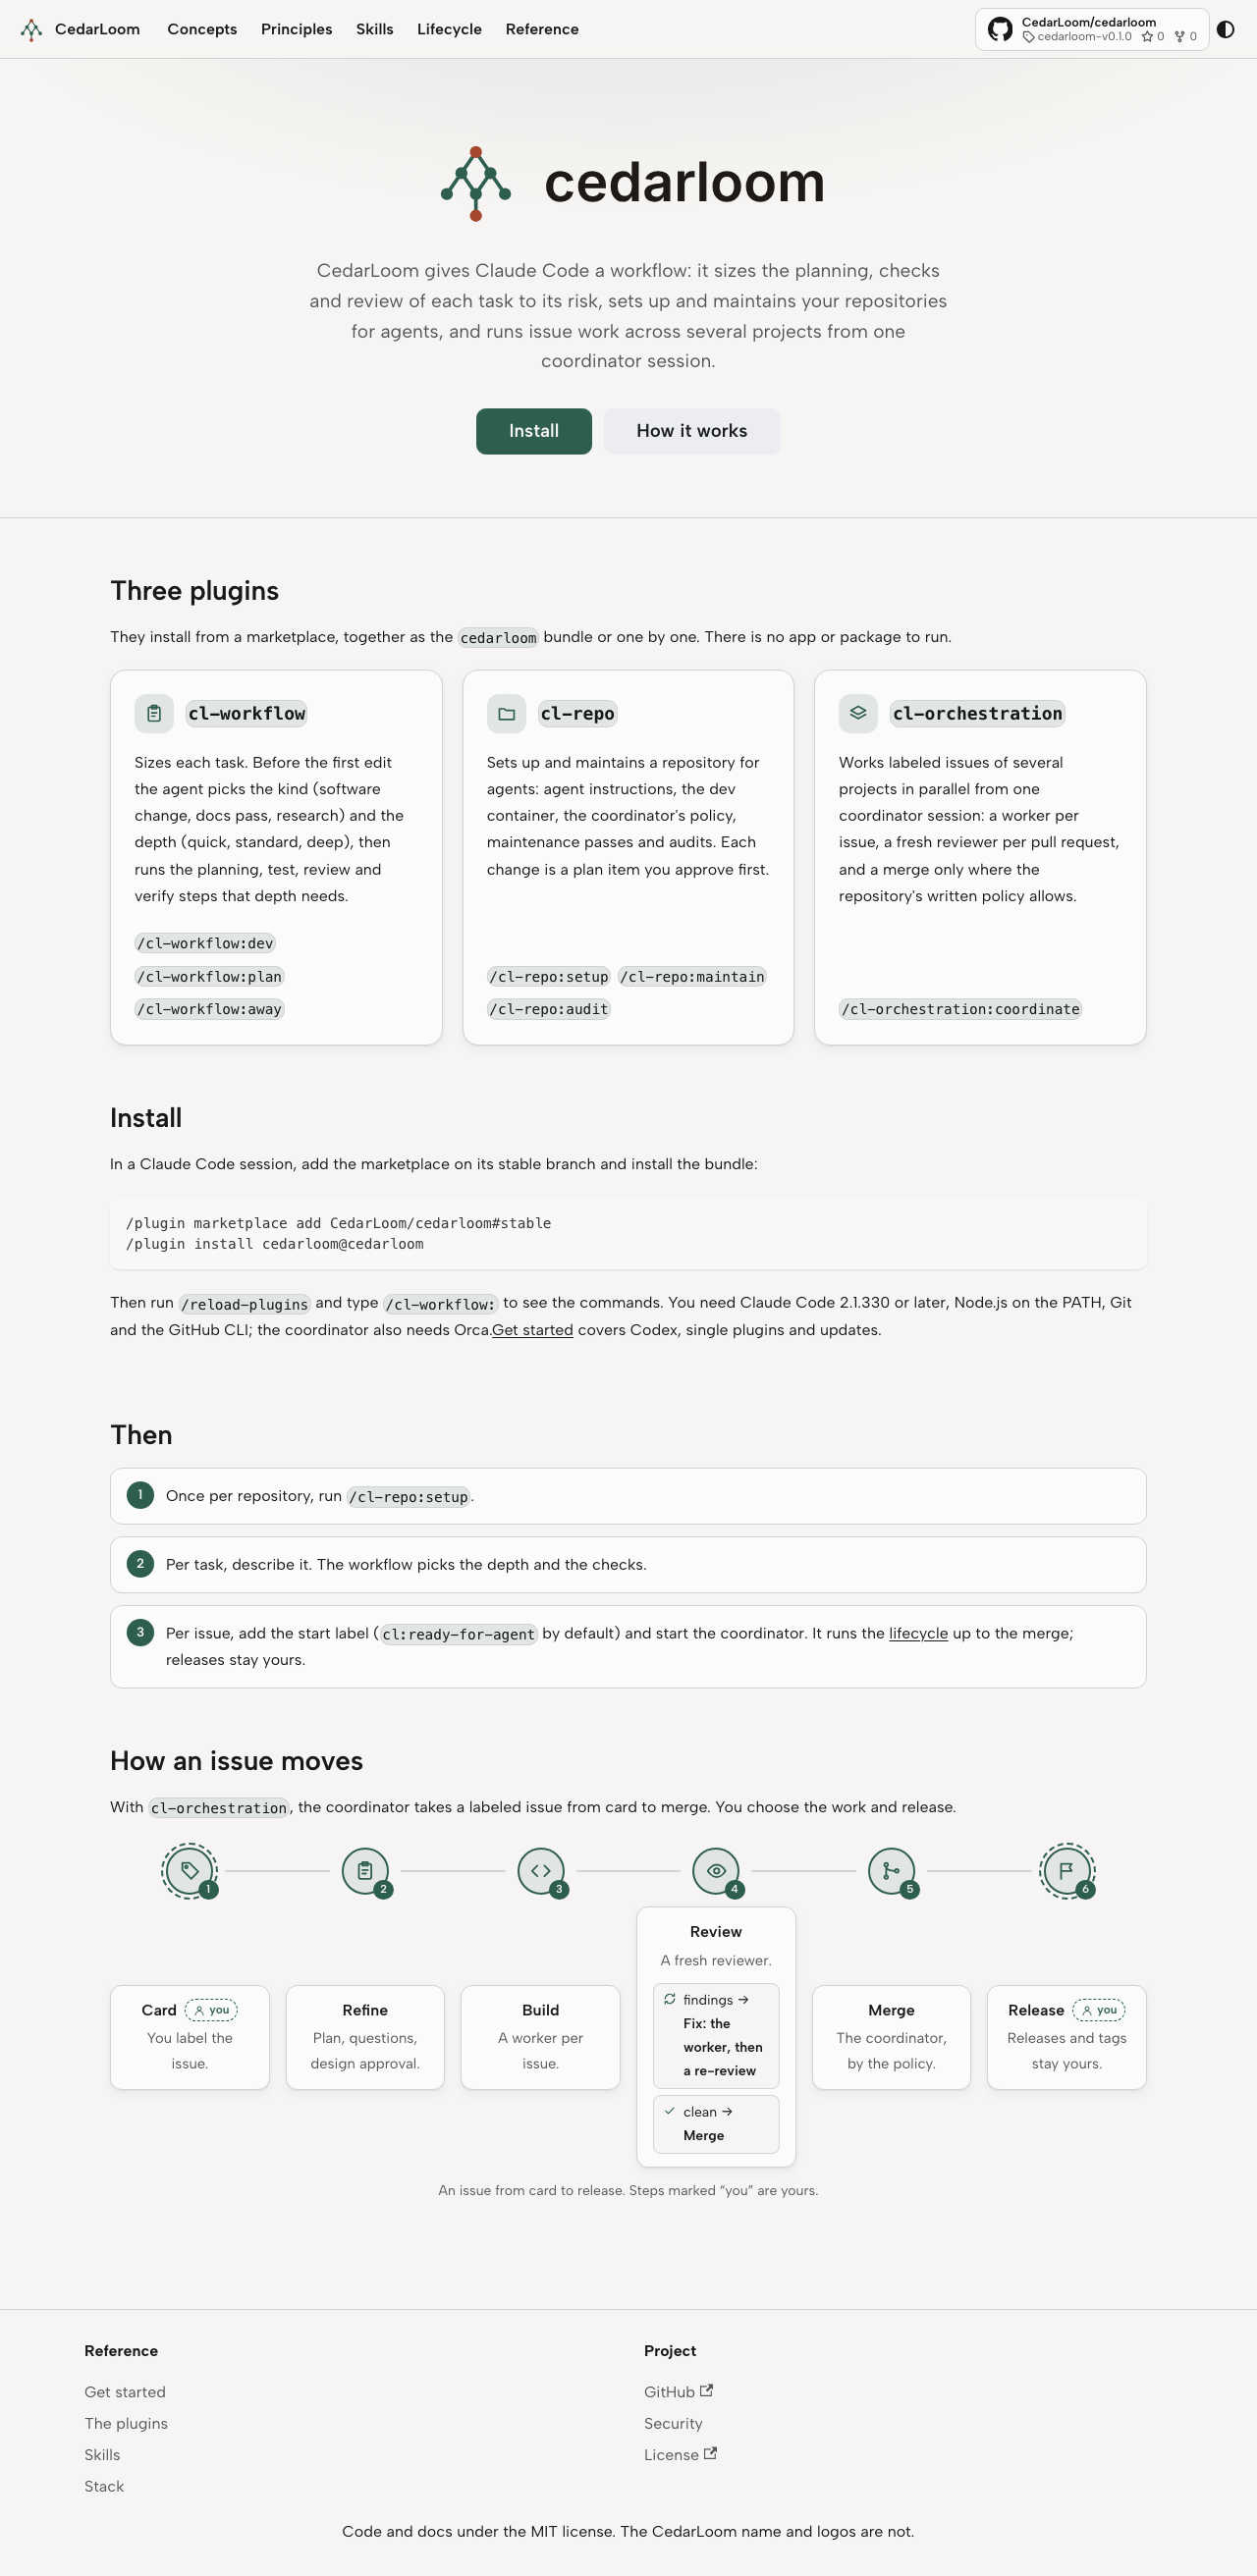 CedarLoom Concepts Principles Skills Lifecycle Reference
CedarLoom/cedarloom
cedarloom-v0.1.0 0 0
cedarloom
CedarLoom gives Claude Code a workflow: it sizes the planning, checks
and review of each task to its risk, sets up and maintains your repositories
for agents, and runs issue work across several projects from one
coordinator session.
Install How it works
Three plugins
They install from a marketplace, together as the cedarloom bundle or one by one. There is no app or package to run.
cl-workflow
Sizes each task. Before the first edit
the agent picks the kind (software
change, docs pass, research) and the
depth (quick, standard, deep), then
runs the planning, test, review and
verify steps that depth needs.
/cl-workflow:dev
/cl-workflow:plan
/cl-workflow:away
cl-repo
Sets up and maintains a repository for
agents: agent instructions, the dev
container, the coordinator's policy,
maintenance passes and audits. Each
change is a plan item you approve first.
/cl-repo:setup /cl-repo:maintain
/cl-repo:audit
cl-orchestration
Works labeled issues of several
projects in parallel from one
coordinator session: a worker per
issue, a fresh reviewer per pull request,
and a merge only where the
repository's written policy allows.
/cl-orchestration:coordinate
Install
In a Claude Code session, add the marketplace on its stable branch and install the bundle:
/plugin marketplace add CedarLoom/cedarloom#stable
/plugin install cedarloom@cedarloom
Then run /reload-plugins and type /cl-workflow: to see the commands. You need Claude Code 2.1.330 or later, Node.js on the PATH, Git
and the GitHub CLI; the coordinator also needs Orca.Get started covers Codex, single plugins and updates.
Then
1 Once per repository, run /cl-repo:setup.
2 Per task, describe it. The workflow picks the depth and the checks.
3 Per issue, add the start label (cl:ready-for-agent by default) and start the coordinator. It runs the lifecycle up to the merge;
releases stay yours.
How an issue moves
With cl-orchestration, the coordinator takes a labeled issue from card to merge. You choose the work and release.
1 2 3 4 5 6
Card you
You label the
issue.
Refine
Plan, questions,
design approval.
Build
A worker per
issue.
Review
A fresh reviewer.
findings →
Fix: the
worker, then
a re-review
clean →
Merge
Merge
The coordinator,
by the policy.
Release you
Releases and tags
stay yours.
An issue from card to release. Steps marked “you” are yours.
Reference
Get started
The plugins
Skills
Stack
Project
GitHub
Security
License
Code and docs under the MIT license. The CedarLoom name and logos are not.